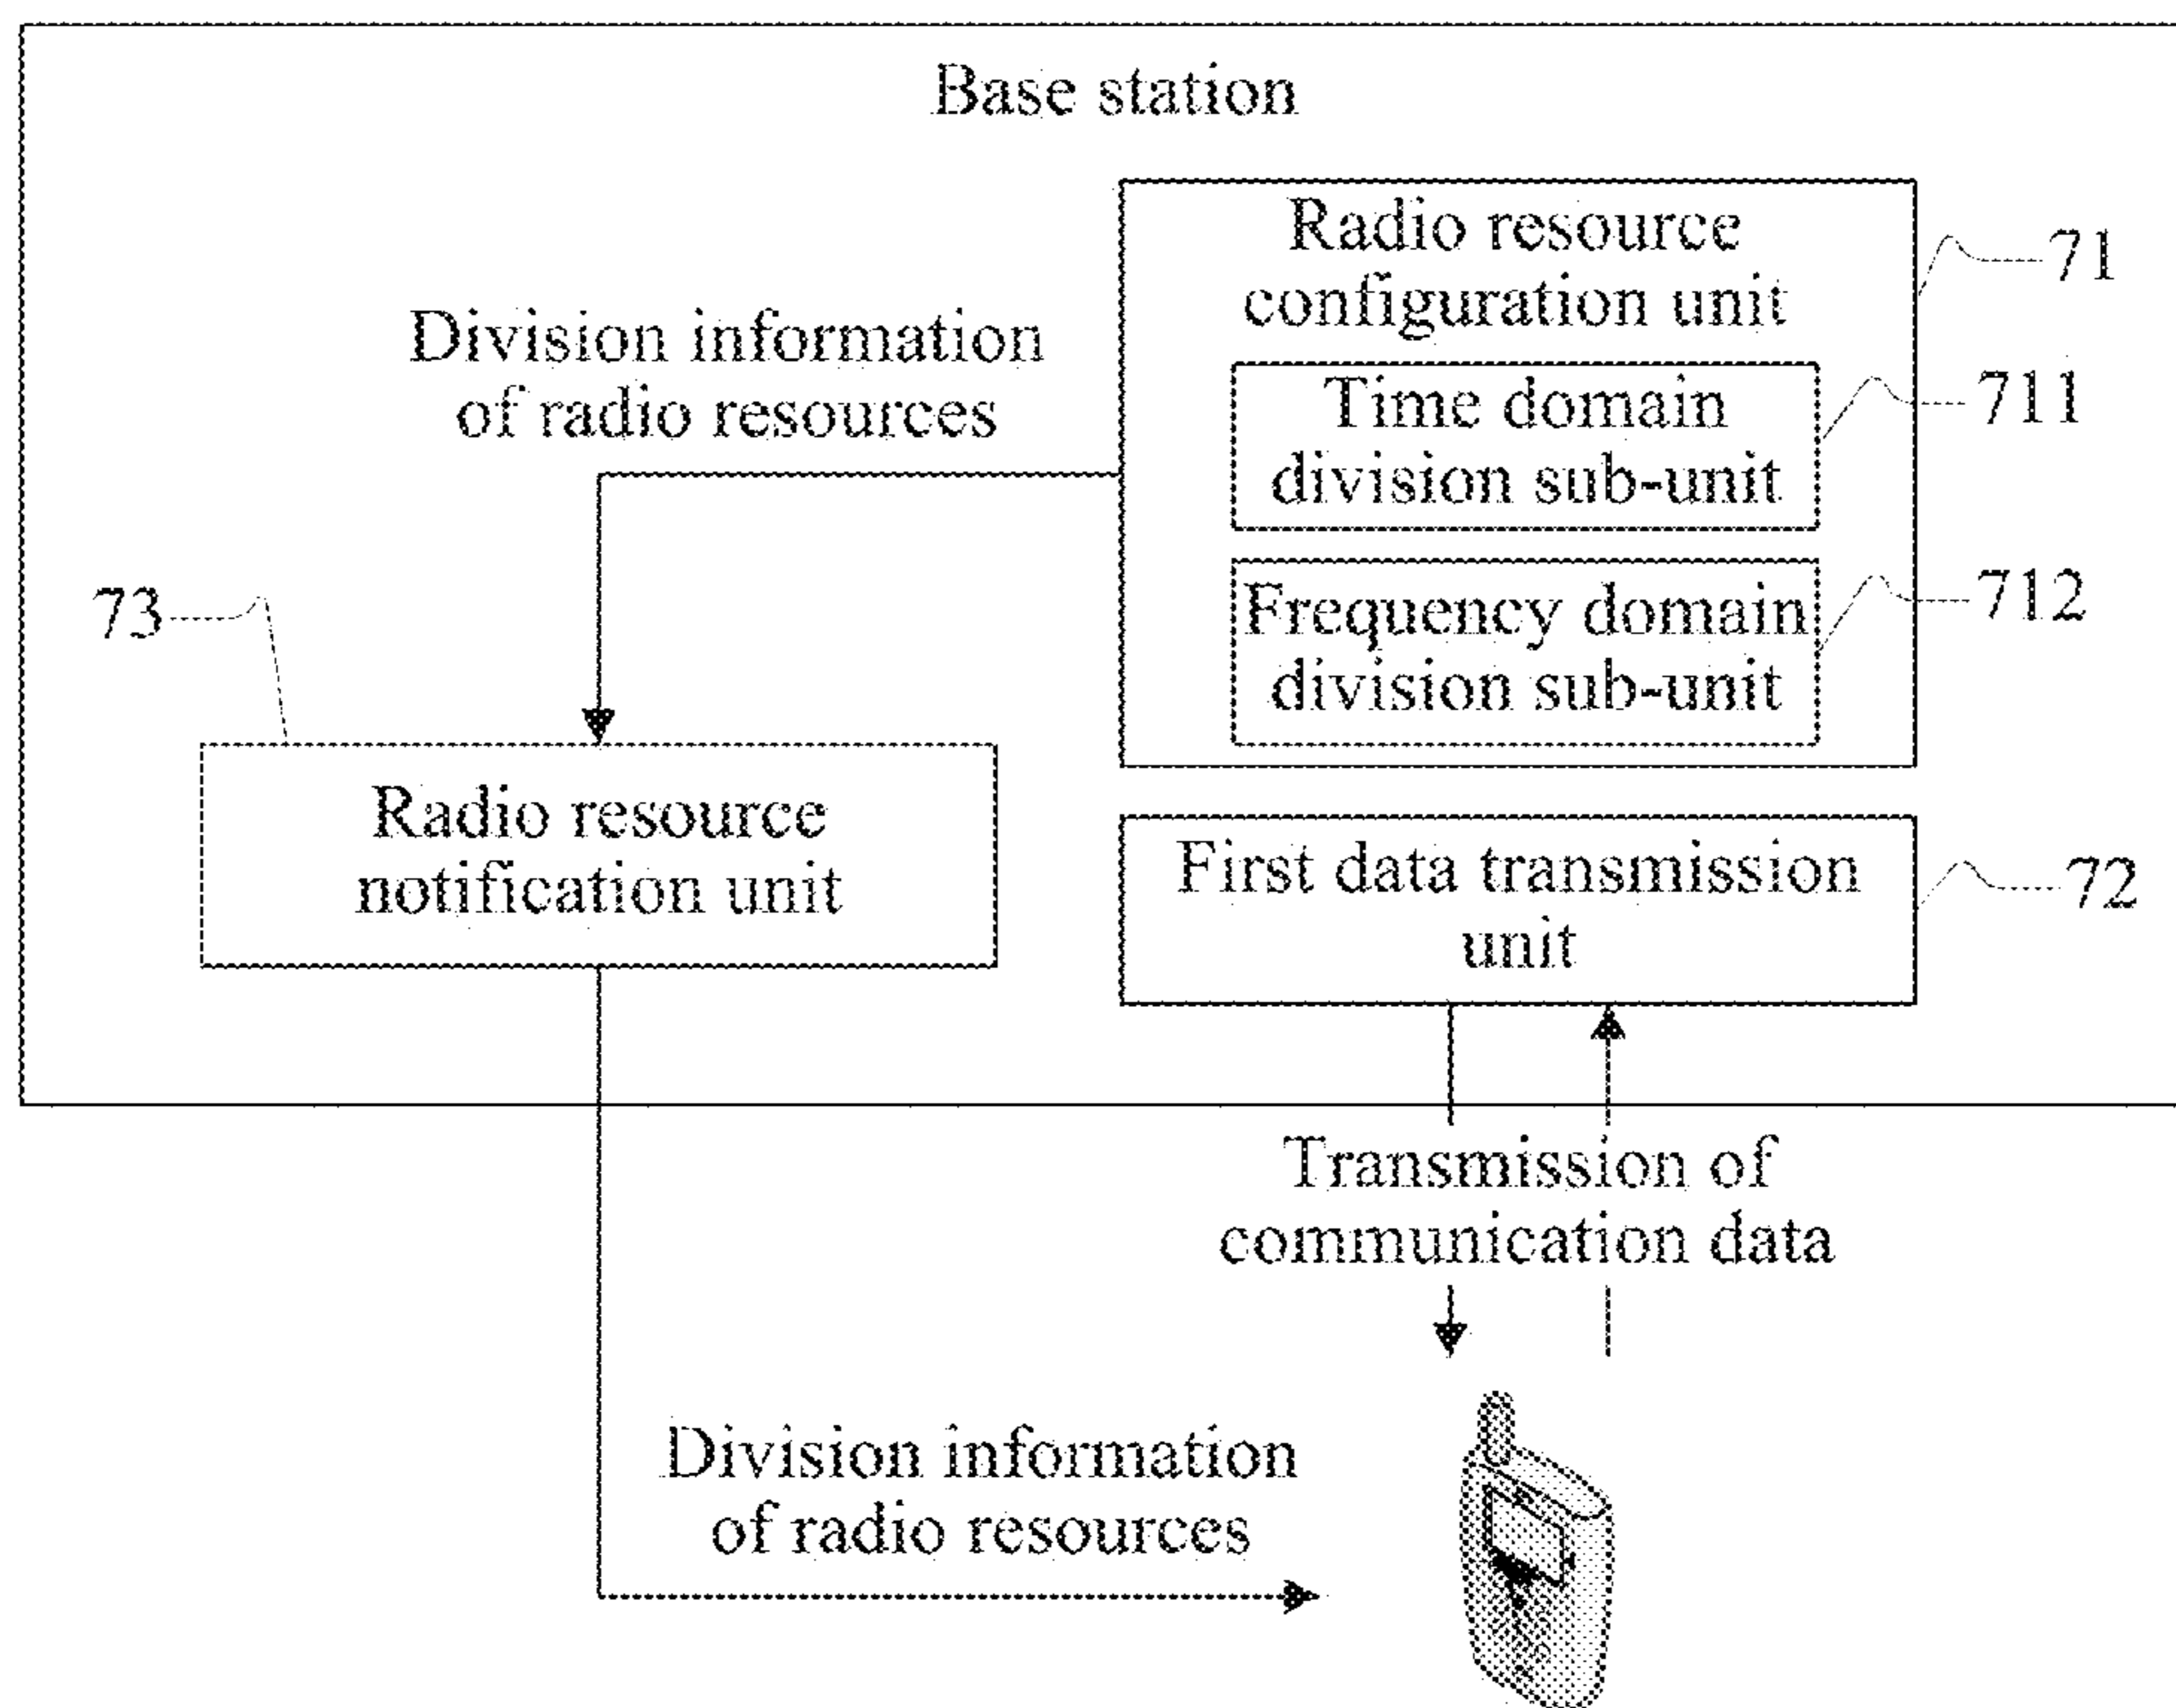 Base station
Radio resource
configuration unit
71
Division information
of radio resources
Time domain
division sub-unit
711
Frequency domain
division sub-unit
712
73
Radio resource
notification unit
First data transmission
unit
72
Transmission of
communication data
Division information
of radio resources